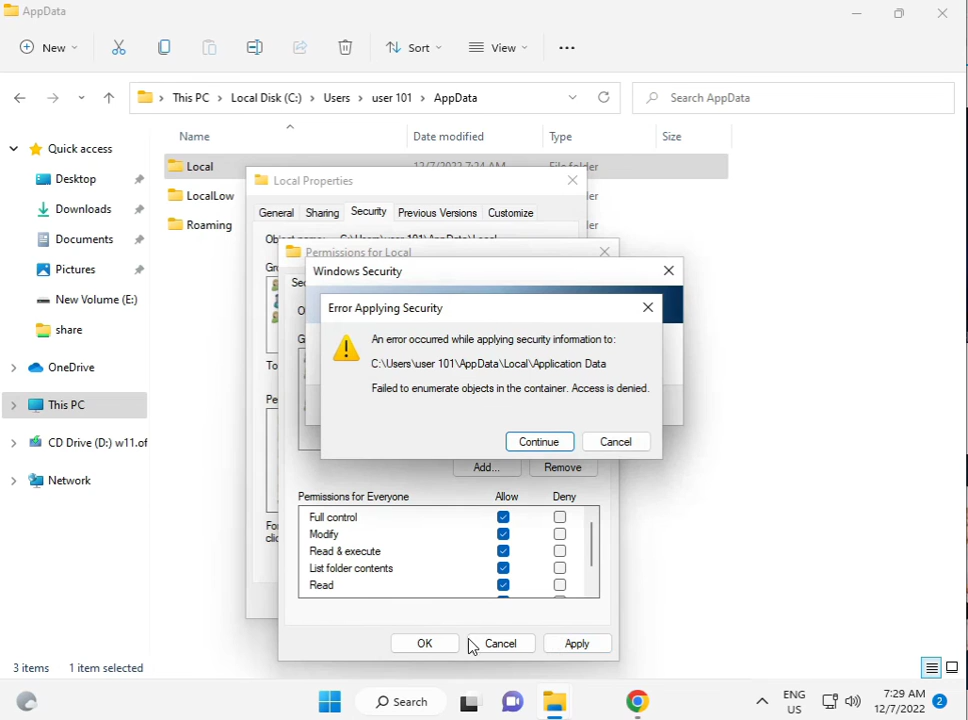 AppData
New
Sort
View
This PC > Local Disk (C:) > Users > user 101 > AppData
Search AppData
Name
Date modified
Type
Size
Quick access
Desktop
Downloads
Documents
Pictures
New Volume (E:)
share
OneDrive
This PC
CD Drive (D:) w11.of
Network
Local
LocalLow
Roaming
Local Properties
General
Sharing
Security
Previous Versions
Customize
Permissions for Local
Windows Security
Error Applying Security
An error occurred while applying security information to:
C:\Users\user 101\AppData\Local\Application Data
Failed to enumerate objects in the container. Access is denied.
Continue
Cancel
Add...
Remove
Permissions for Everyone
Allow
Deny
Full control
Modify
Read & execute
List folder contents
Read
OK
Cancel
Apply
3 items
1 item selected
Search
ENG
US
7:29 AM
12/7/2022
2